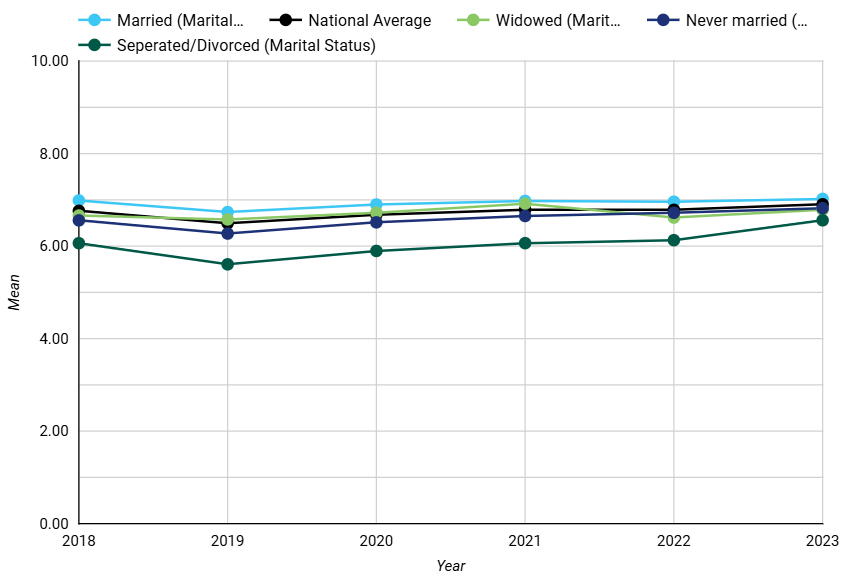 Married (Marital...
National Average
Widowed (Marit...
Never married (...
Seperated/Divorced (Marital Status)
10.00
8.00
6.00
4.00
2.00
0.00
Mean
2018
2019
2020
2021
2022
2023
Year